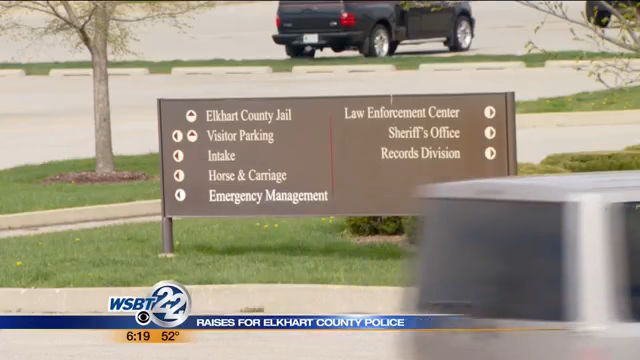 Elkhart County Jail
Visitor Parking
Intake
Horse & Carriage
Emergency Management
Law Enforcement Center
Sheriff's Office
Records Division
WSBT 22
RAISES FOR ELKHART COUNTY POLICE
6:19 52°